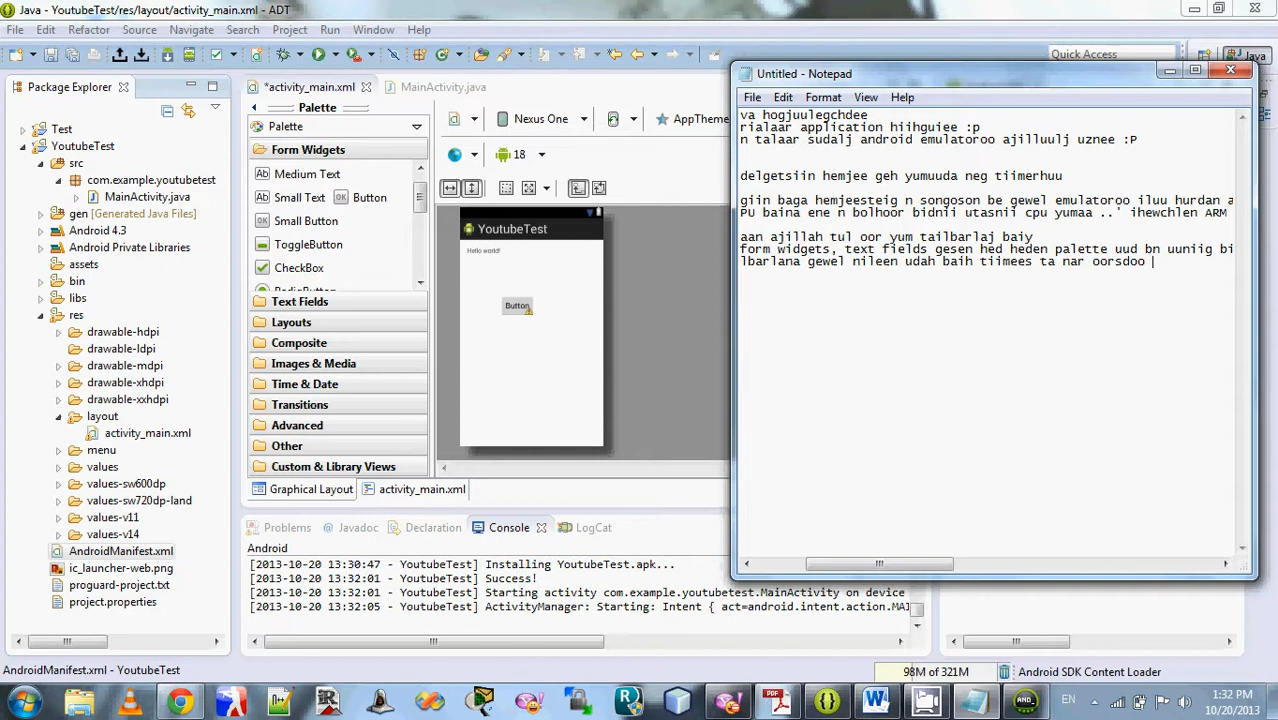 Java - YoutubeTest/res/layout/activity_main.xml - ADT
File Edit Refactor Source Navigate Search Project Run Window Help
Quick Access
Java
Package Explorer
Test
YoutubeTest
src
com.example.youtubetest
MainActivity.java
gen [Generated Java Files]
Android 4.3
Android Private Libraries
assets
bin
libs
res
drawable-hdpi
drawable-ldpi
drawable-mdpi
drawable-xhdpi
drawable-xxhdpi
layout
activity_main.xml
menu
values
values-sw600dp
values-sw720dp-land
values-v11
values-v14
AndroidManifest.xml
ic_launcher-web.png
proguard-project.txt
project.properties
*activity_main.xml
MainActivity.java
Palette
Palette
Form Widgets
Medium Text
Small Text Button
Small Button
ToggleButton
CheckBox
RadioButton
Text Fields
Layouts
Composite
Images & Media
Time & Date
Transitions
Advanced
Other
Custom & Library Views
Graphical Layout
activity_main.xml
Nexus One
AppTheme
18
YoutubeTest
Hello world!
Button
Untitled - Notepad
File Edit Format View Help
va hogjuulegchdee
rialaar application hiihguiee :p
n talaar sudalj android emulatoroo ajilluulj uznee :P
delgetsiin hemjee geh yumuuda neg tiimerhuu
giin baga hemjeesteig n songoson be gewel emulatoroo iluu hurdan a
PU baina ene n bolhoor bidnii utasnii cpu yumaa ..' ihewchlen ARM
aan ajillah tul oor yum tailbarlaj baiy
form widgets, text fields gesen hed heden palette uud bn uuniig bi
lbarlana gewel nileen udah baih tiimees ta nar oorsdoo
Problems Javadoc Declaration Console LogCat
Android
[2013-10-20 13:30:47 - YoutubeTest] Installing YoutubeTest.apk...
[2013-10-20 13:32:01 - YoutubeTest] Success!
[2013-10-20 13:32:01 - YoutubeTest] Starting activity com.example.youtubetest.MainActivity on device
[2013-10-20 13:32:05 - YoutubeTest] ActivityManager: Starting: Intent { act=android.intent.action.MAI
AndroidManifest.xml - YoutubeTest
98M of 321M
Android SDK Content Loader
EN
1:32 PM
10/20/2013